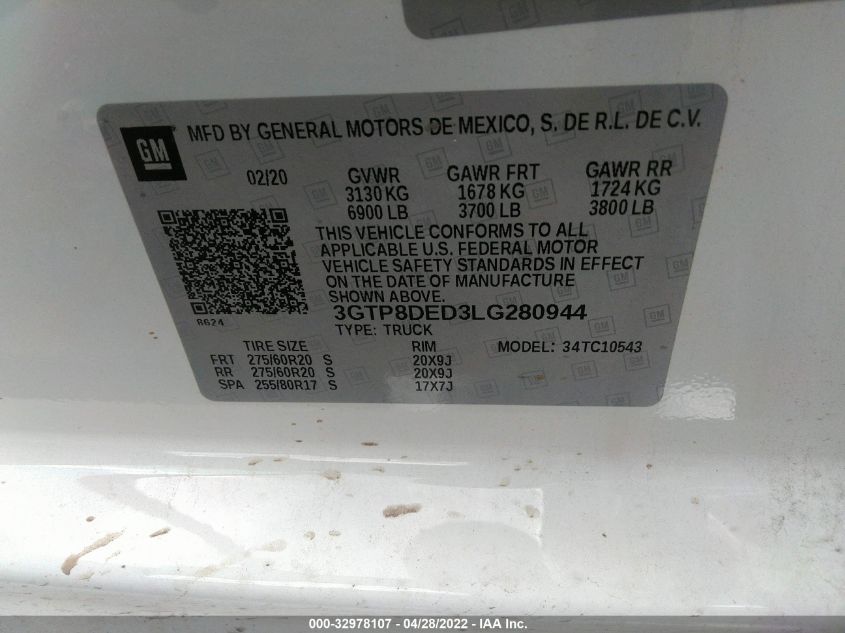 GM MFD BY GENERAL MOTORS DE MEXICO, S. DE R.L. DE C.V.
02/20 GVWR GAWR FRT GAWR RR
3130 KG 1678 KG 1724 KG
6900 LB 3700 LB 3800 LB
THIS VEHICLE CONFORMS TO ALL
APPLICABLE U.S. FEDERAL MOTOR
VEHICLE SAFETY STANDARDS IN EFFECT
ON THE DATE OF MANUFACTURE
SHOWN ABOVE.
6624 3GTP8DED3LG280944
TYPE: TRUCK
TIRE SIZE RIM MODEL: 34TC10543
FRT 275/60R20 S 20X9J
RR 275/60R20 S 20X9J
SPA 255/80R17 S 17X7J
000-32978107 / 04/28/2022 - IAA Inc.